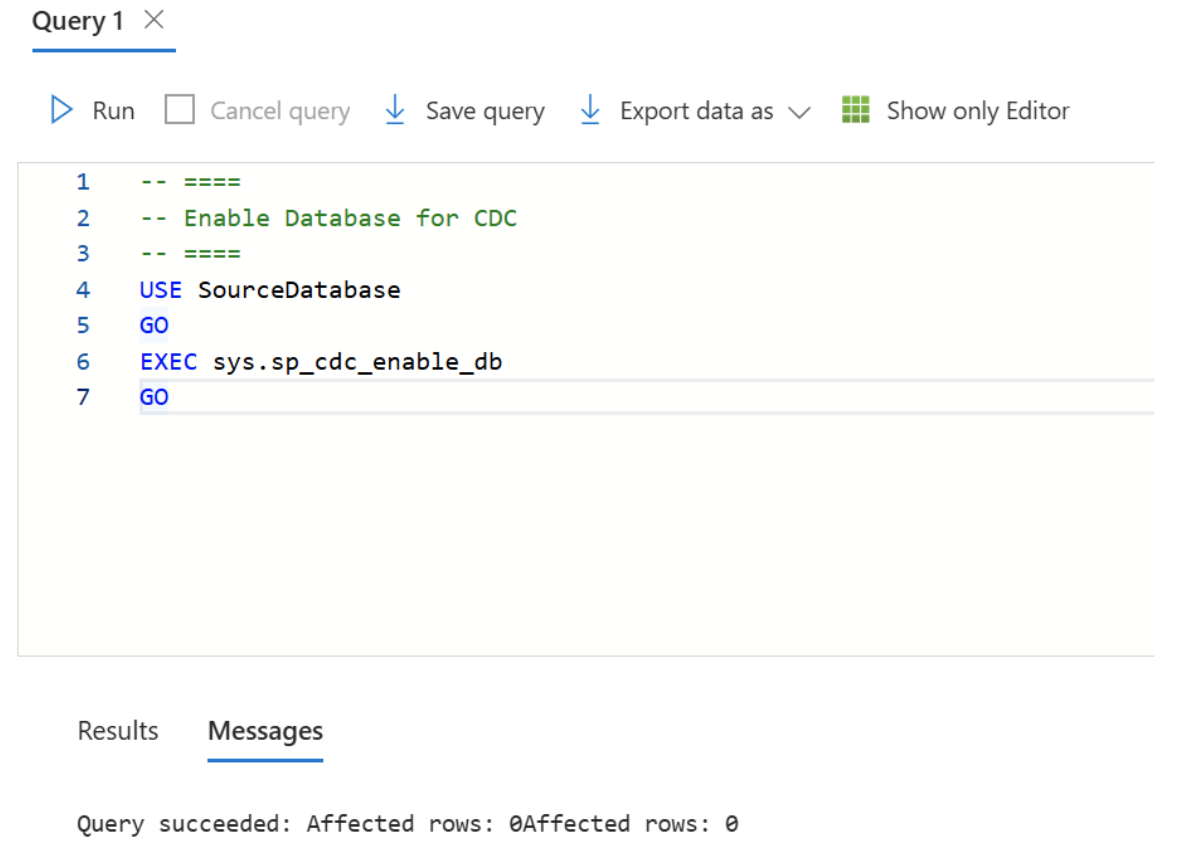 Query 1
Run Cancel query Save query Export data as Show only Editor
1 -- ====
2 -- Enable Database for CDC
3 -- ====
4 USE SourceDatabase
5 GO
6 EXEC sys.sp_cdc_enable_db
7 GO
Results Messages
Query succeeded: Affected rows: 0Affected rows: 0